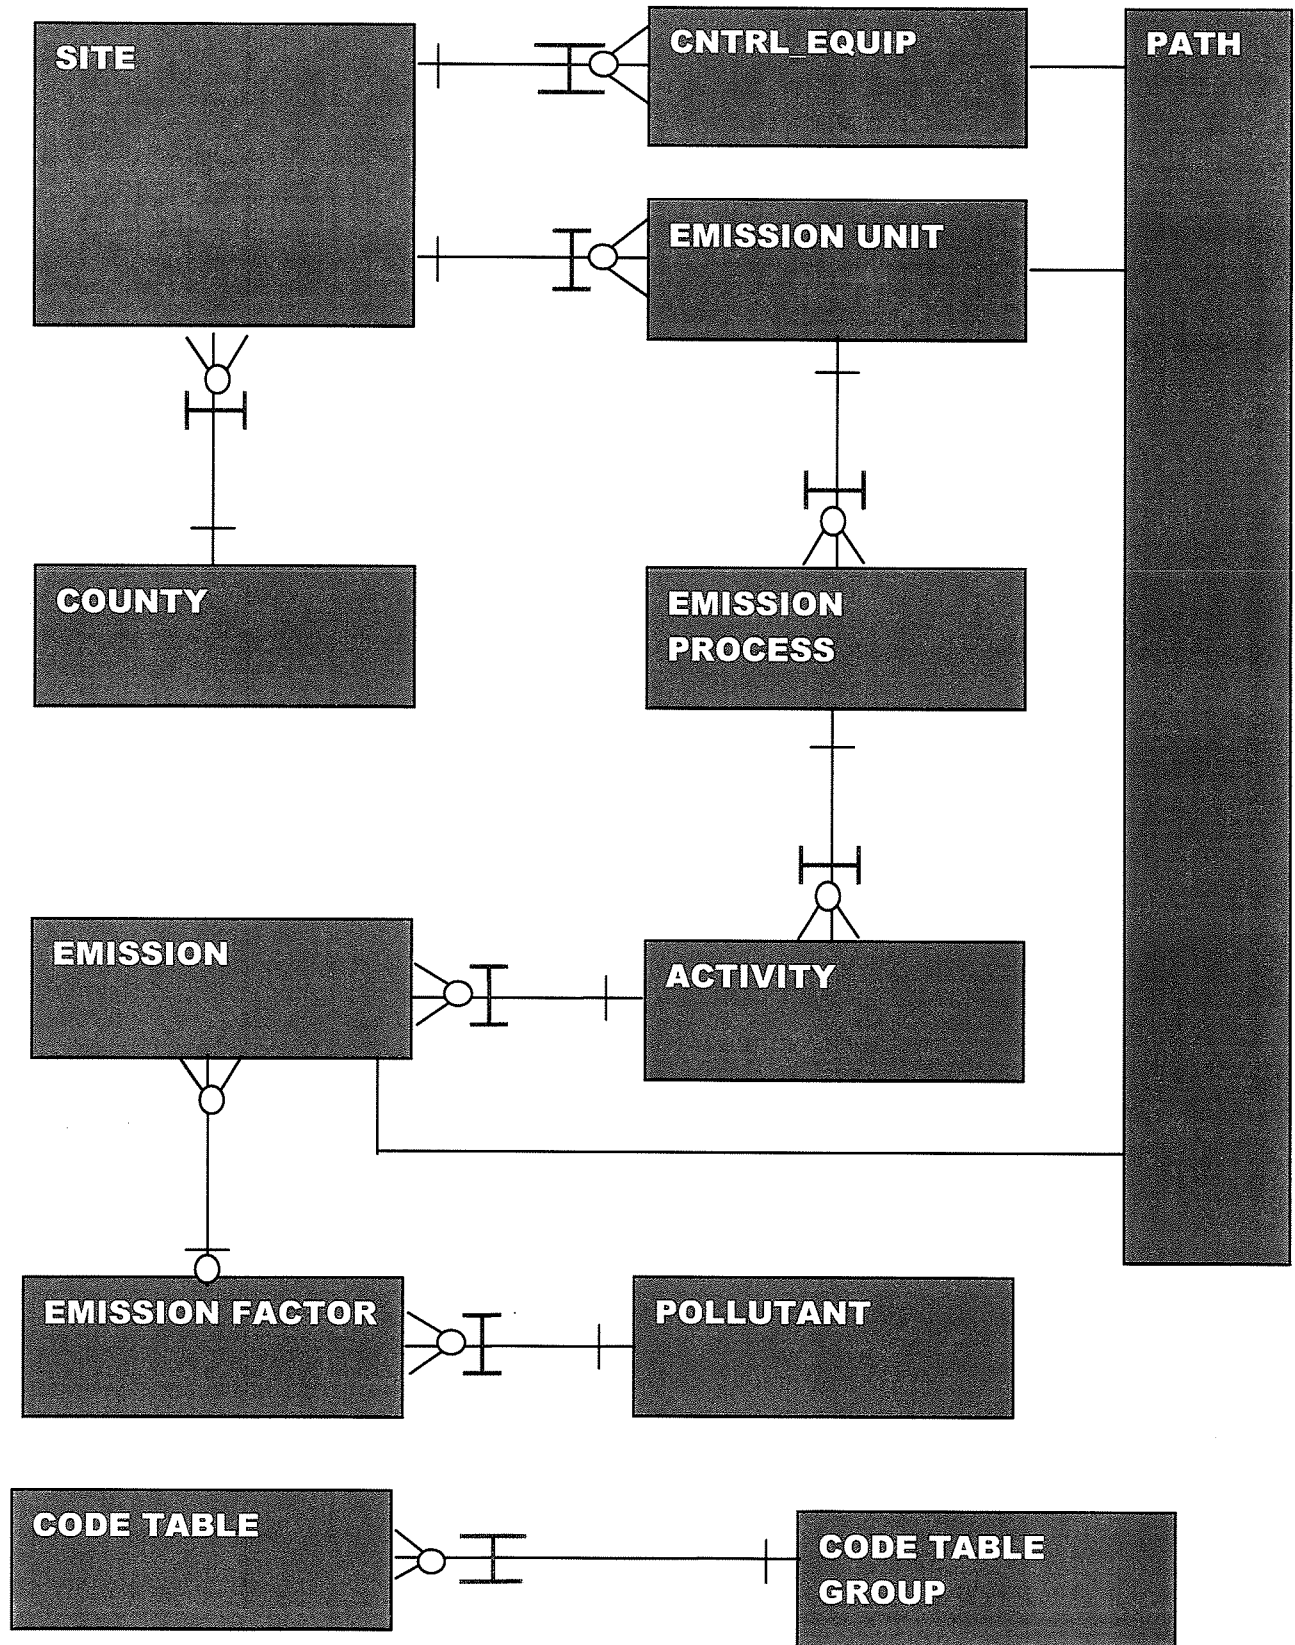 SITE
CNTRL_EQUIP
PATH
EMISSION UNIT
COUNTY
EMISSION
PROCESS
EMISSION
ACTIVITY
EMISSION FACTOR
POLLUTANT
CODE TABLE
CODE TABLE
GROUP